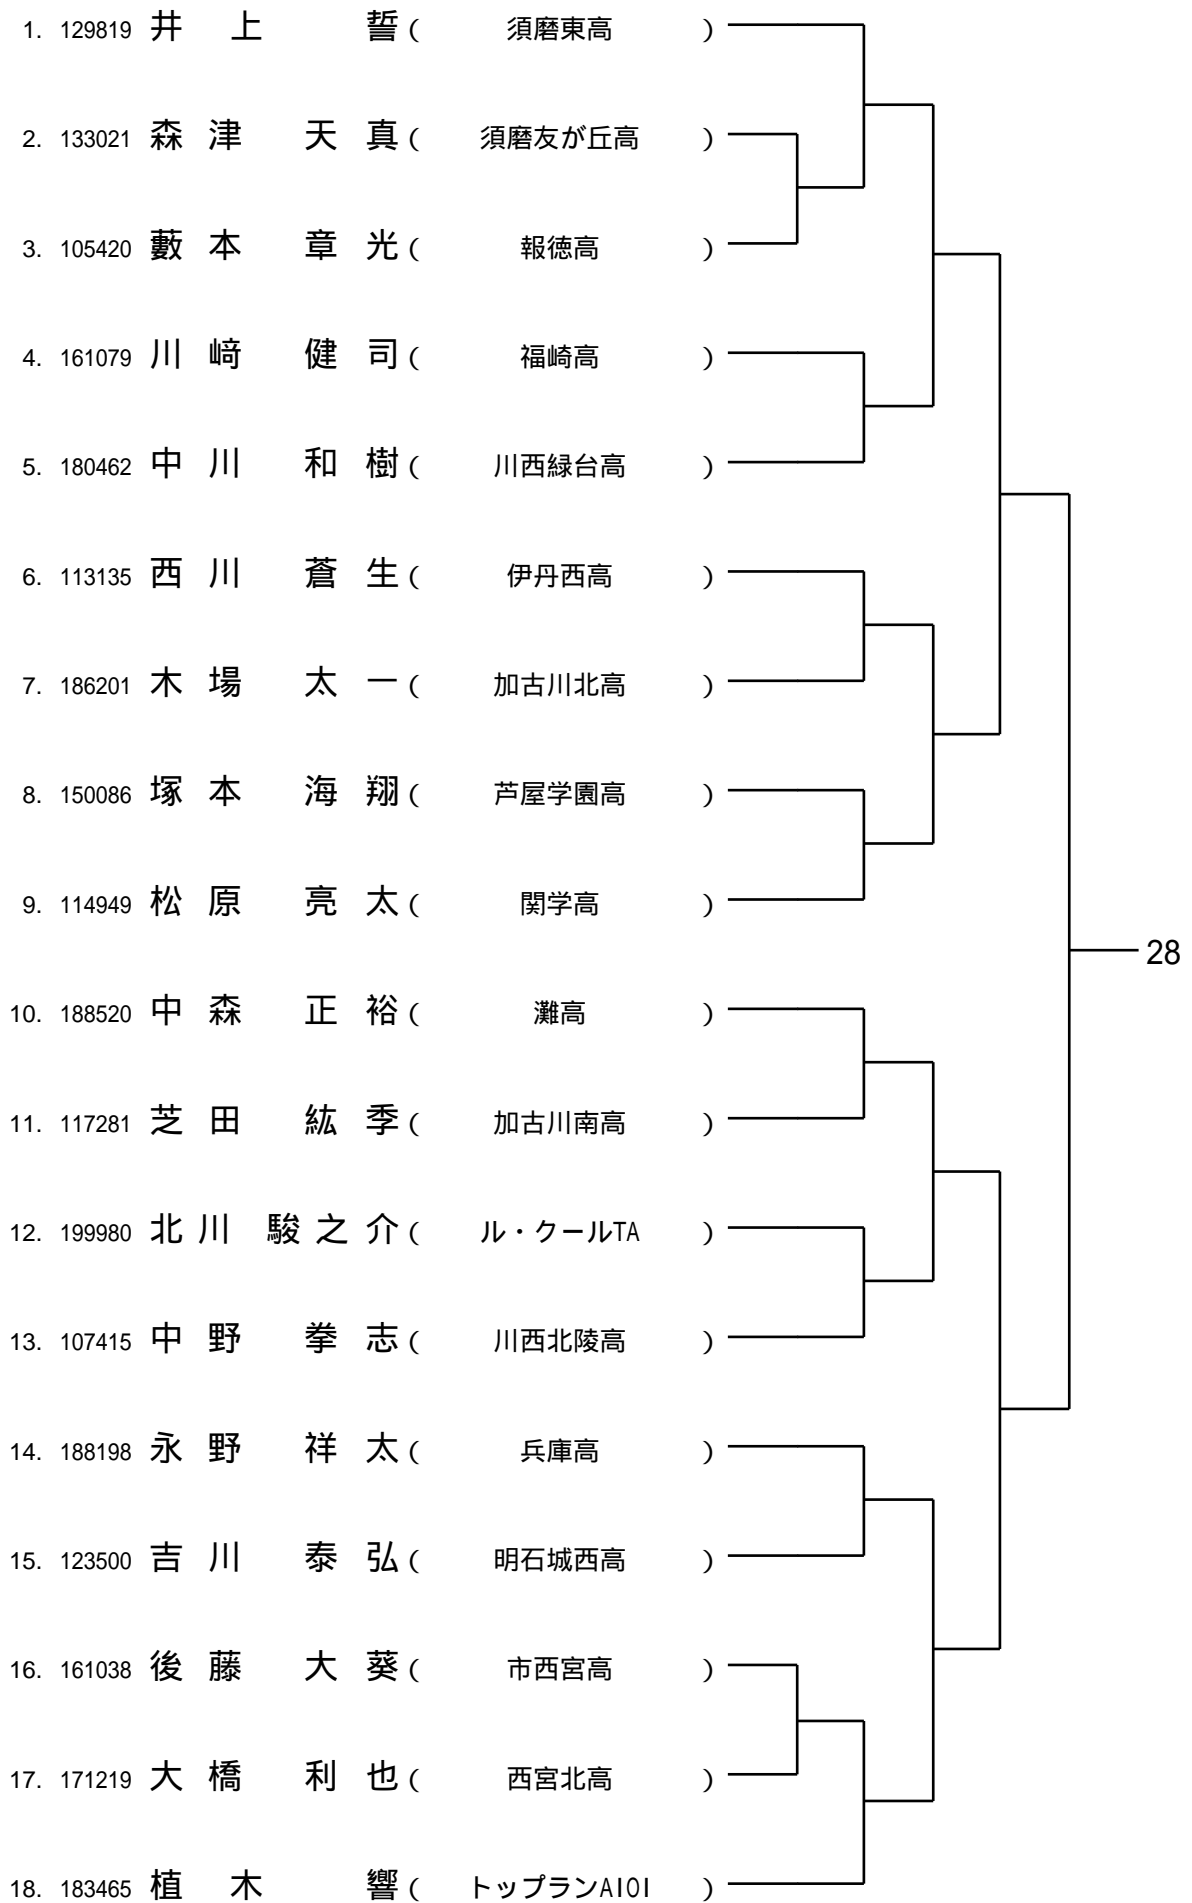 1. 129819 井上 誓 ( 須磨東高 )
2. 133021 森津 天真 ( 須磨友が丘高 )
3. 105420 藪本 章光 ( 報徳高 )
4. 161079 川﨑 健司 ( 福崎高 )
5. 180462 中川 和樹 ( 川西緑台高 )
6. 113135 西川 蒼生 ( 伊丹西高 )
7. 186201 木場 太一 ( 加古川北高 )
8. 150086 塚本 海翔 ( 芦屋学園高 )
9. 114949 松原 亮太 ( 関学高 )
28
10. 188520 中森 正裕 ( 灘高 )
11. 117281 芝田 紘季 ( 加古川南高 )
12. 199980 北川 駿之介 ( ル・クールTA )
13. 107415 中野 拳志 ( 川西北陵高 )
14. 188198 永野 祥太 ( 兵庫高 )
15. 123500 吉川 泰弘 ( 明石城西高 )
16. 161038 後藤 大葵 ( 市西宮高 )
17. 171219 大橋 利也 ( 西宮北高 )
18. 183465 植木 響 ( トップランAIOI )